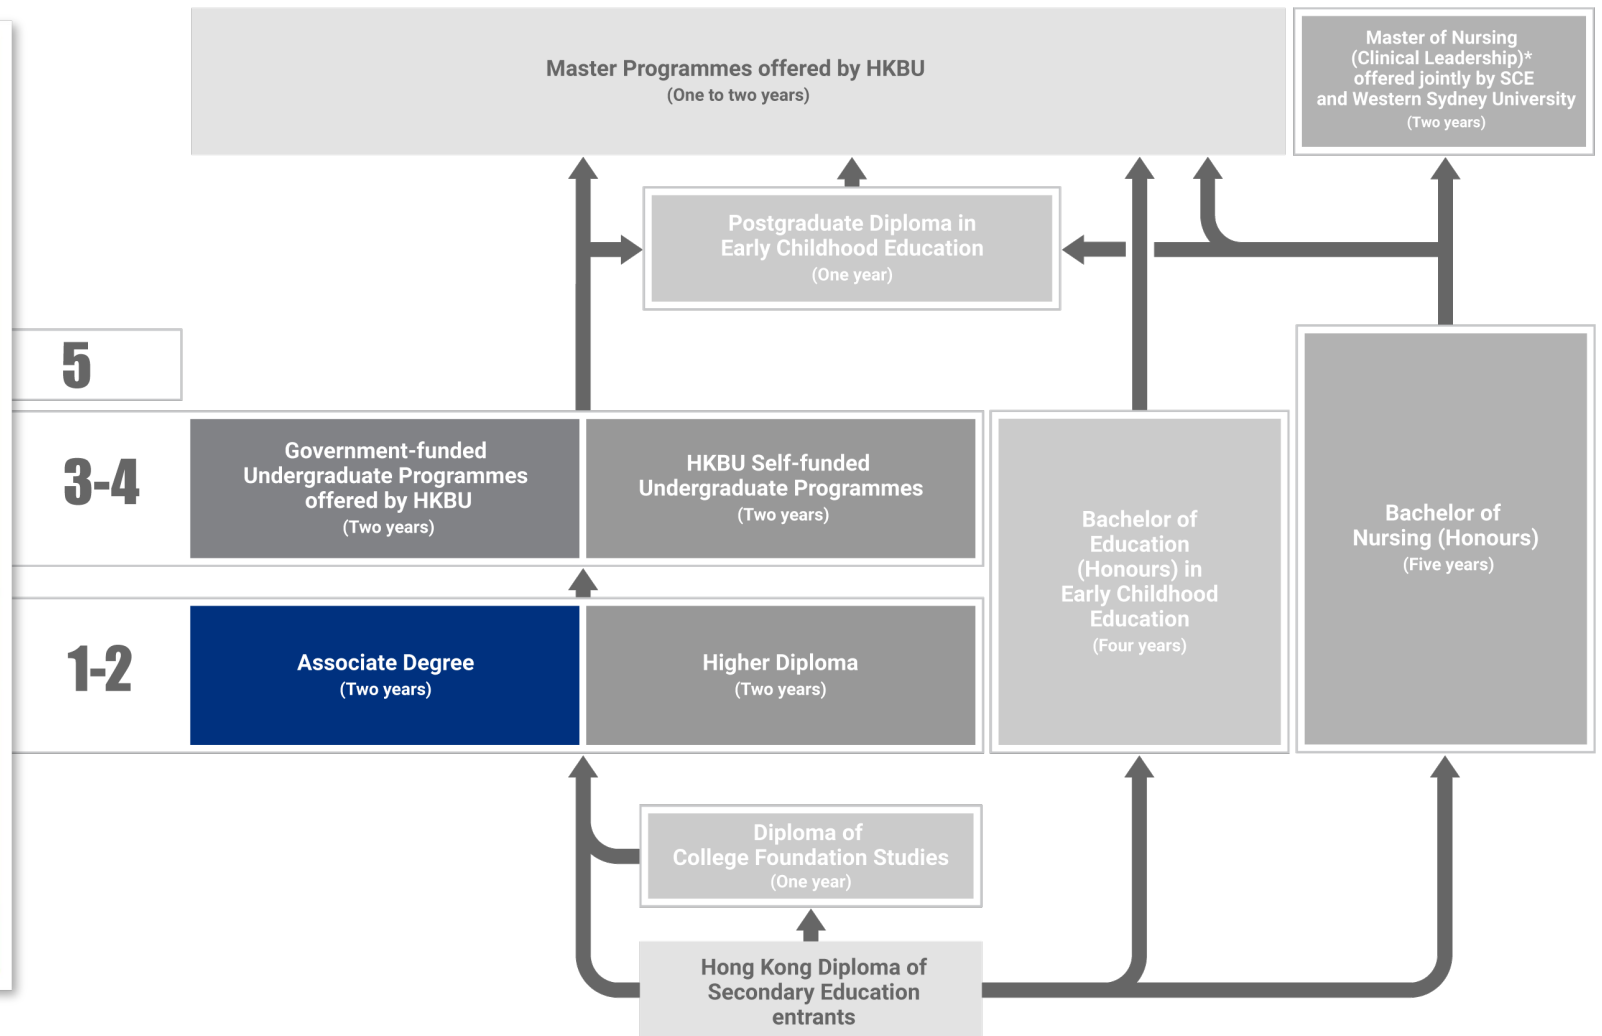 Master Programmes offered by HKBU
(One to two years)
Master of Nursing
(Clinical Leadership)*
offered jointly by SCE
and Western Sydney University
(Two years)
Postgraduate Diploma in
Early Childhood Education
(One year)
5
3-4
Government-funded
Undergraduate Programmes
offered by HKBU
(Two years)
HKBU Self-funded
Undergraduate Programmes
(Two years)
Bachelor of
Education
(Honours) in
Early Childhood
Education
(Four years)
Bachelor of
Nursing (Honours)
(Five years)
1-2
Associate Degree
(Two years)
Higher Diploma
(Two years)
Diploma of
College Foundation Studies
(One year)
Hong Kong Diploma of
Secondary Education
entrants